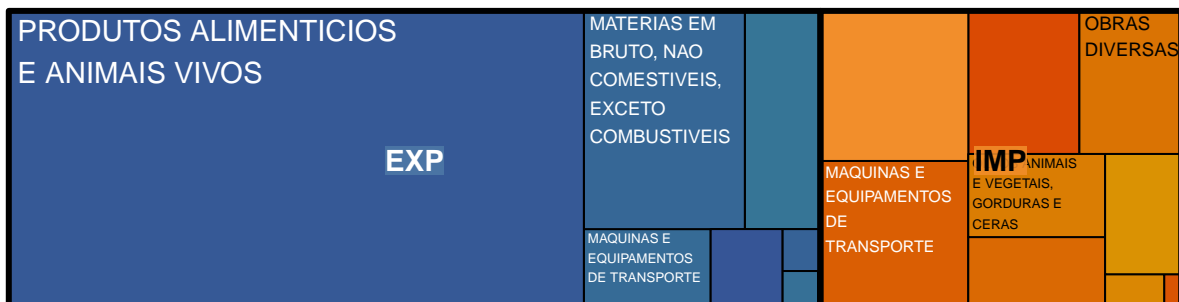 PRODUTOS ALIMENTICIOS
E ANIMAIS VIVOS
MATERIAS EM
BRUTO, NAO
COMESTIVEIS,
EXCETO
COMBUSTIVEIS
OBRAS
DIVERSAS
EXP
IMP
MAQUINAS E
EQUIPAMENTOS
DE
TRANSPORTE
ANIMAIS
E VEGETAIS,
GORDURAS E
CERAS
MAQUINAS E
EQUIPAMENTOS
DE TRANSPORTE